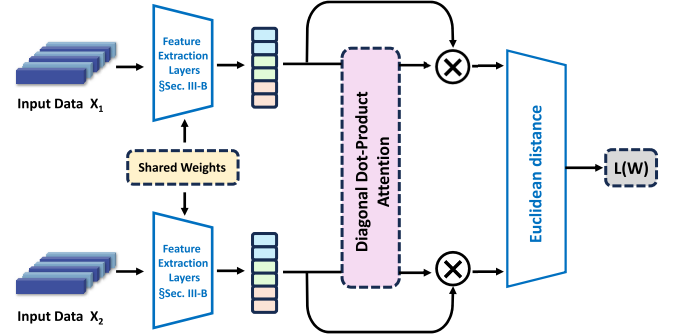 Feature
Extraction
Layers
§Sec. III-B
Input Data X1
Shared Weights
Diagonal Dot-Product
Attention
Euclidean distance
L(W)
Feature
Extraction
Layers
§Sec. III-B
Input Data X2